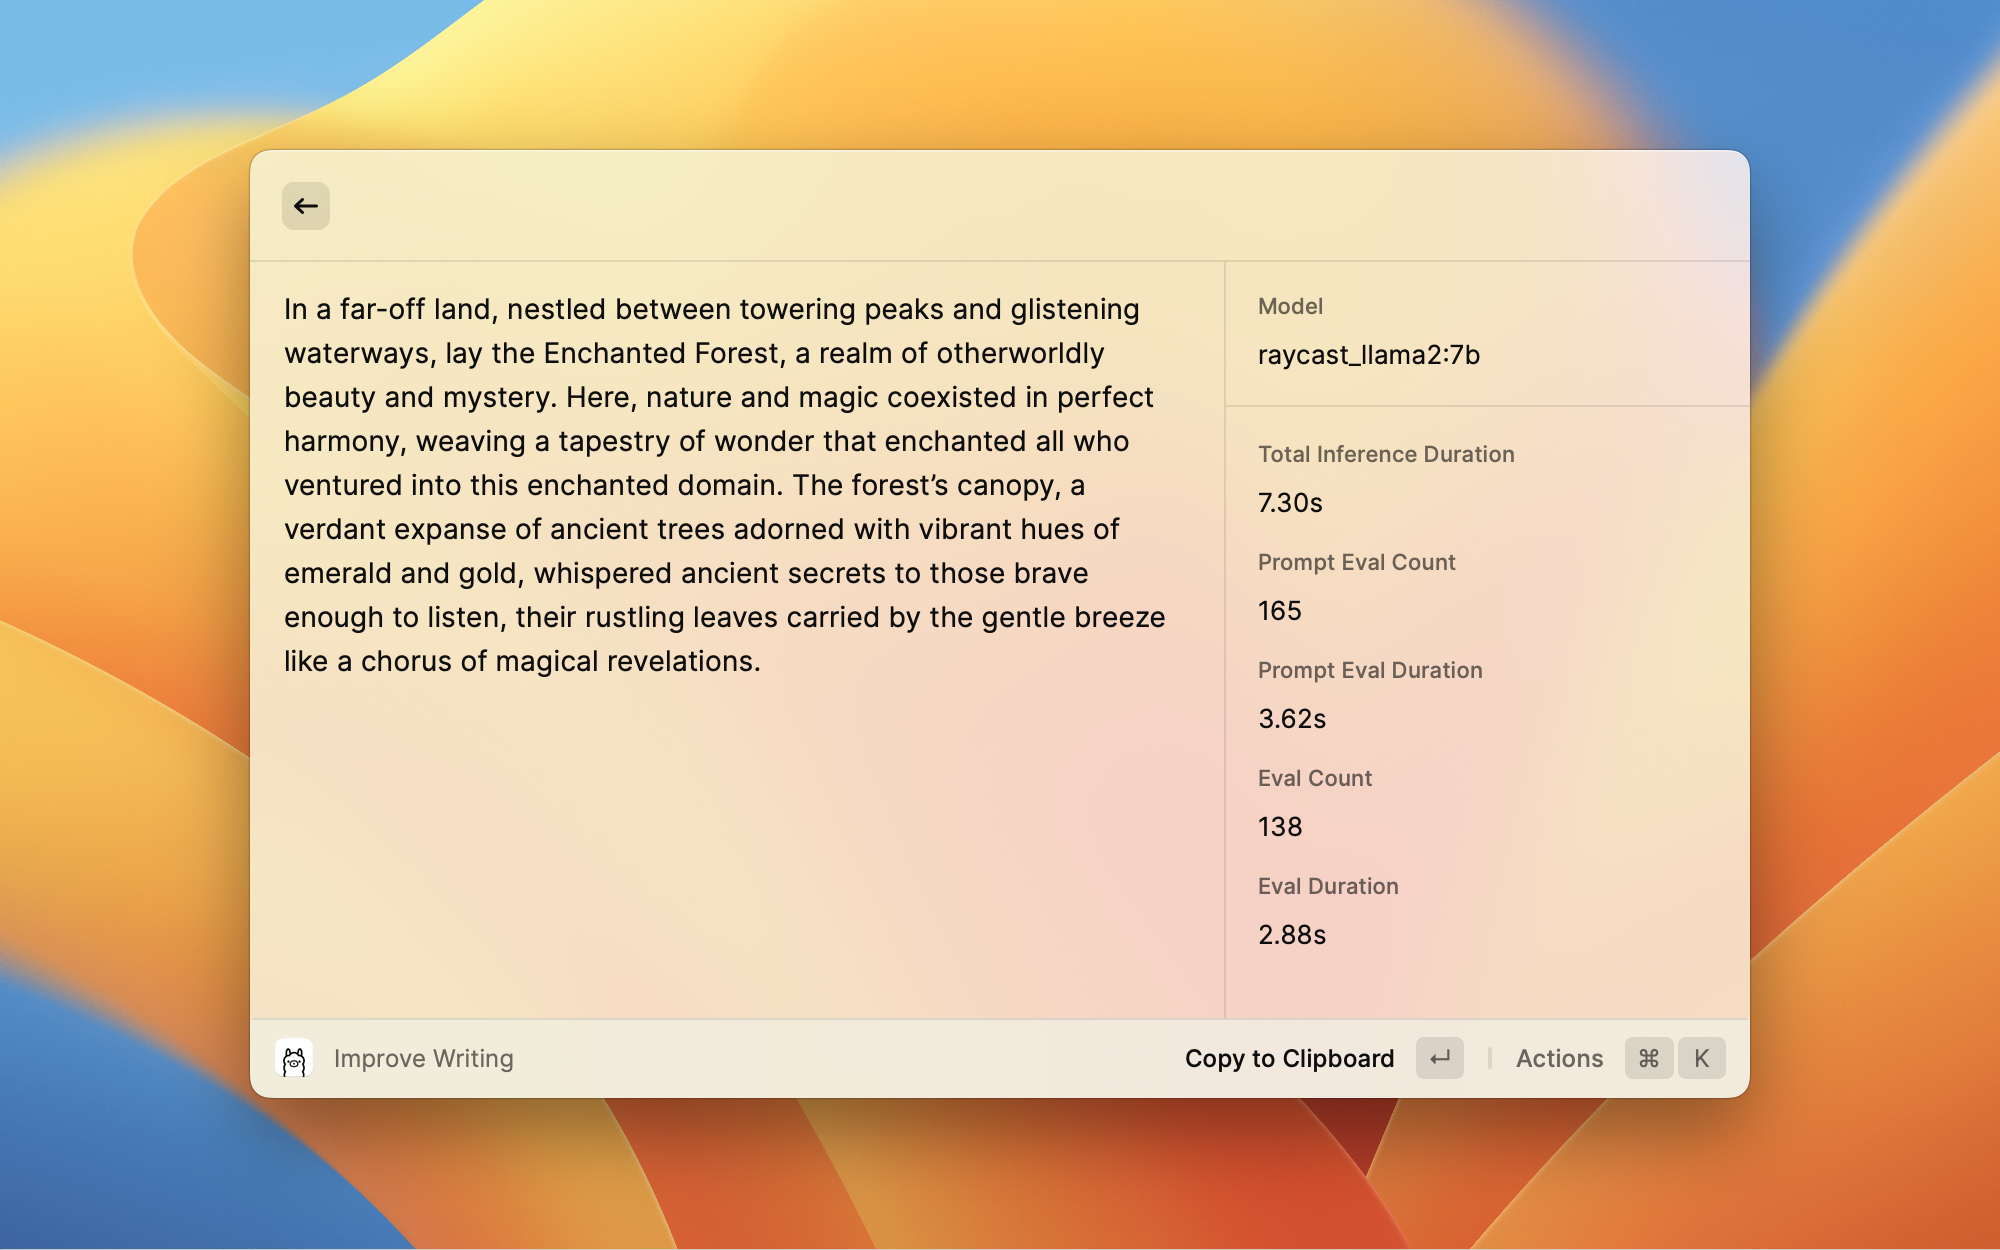 In a far-off land, nestled between towering peaks and glistening
waterways, lay the Enchanted Forest, a realm of otherworldly
beauty and mystery. Here, nature and magic coexisted in perfect
harmony, weaving a tapestry of wonder that enchanted all who
ventured into this enchanted domain. The forest’s canopy, a
verdant expanse of ancient trees adorned with vibrant hues of
emerald and gold, whispered ancient secrets to those brave
enough to listen, their rustling leaves carried by the gentle breeze
like a chorus of magical revelations.
Model
raycast_llama2:7b
Total Inference Duration
7.30s
Prompt Eval Count
165
Prompt Eval Duration
3.62s
Eval Count
138
Eval Duration
2.88s
Improve Writing
Copy to Clipboard ↵ Actions ⌘ K